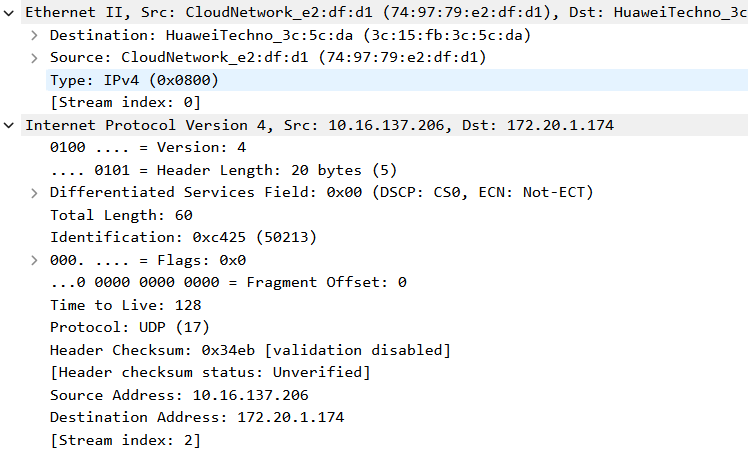 Ethernet II, Src: CloudNetwork_e2:df:d1 (74:97:79:e2:df:d1), Dst: HuaweiTechno_3c
Destination: HuaweiTechno_3c:5c:da (3c:15:fb:3c:5c:da)
Source: CloudNetwork_e2:df:d1 (74:97:79:e2:df:d1)
Type: IPv4 (0x0800)
[Stream index: 0]
Internet Protocol Version 4, Src: 10.16.137.206, Dst: 172.20.1.174
0100 .... = Version: 4
.... 0101 = Header Length: 20 bytes (5)
Differentiated Services Field: 0x00 (DSCP: CS0, ECN: Not-ECT)
Total Length: 60
Identification: 0xc425 (50213)
000. .... = Flags: 0x0
...0 0000 0000 0000 = Fragment Offset: 0
Time to Live: 128
Protocol: UDP (17)
Header Checksum: 0x34eb [validation disabled]
[Header checksum status: Unverified]
Source Address: 10.16.137.206
Destination Address: 172.20.1.174
[Stream index: 2]